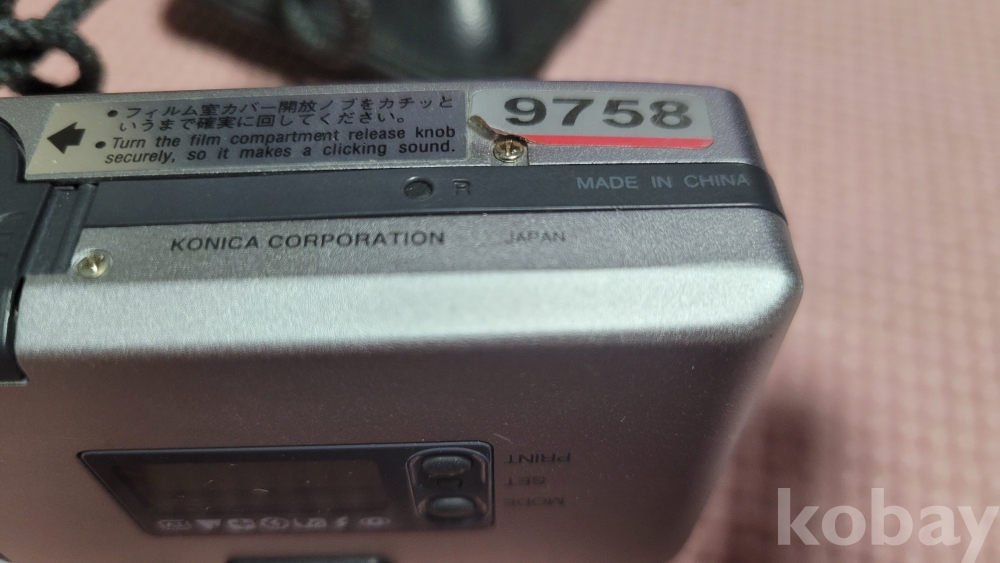 • フィルム室カバー開放ノブをカチッと
いうまで確実に回してください。
• Turn the film compartment release knob
securely, so it makes a clicking sound.
9758
R
MADE IN CHINA
KONICA CORPORATION JAPAN
PRINT
SET
MODE
kobay